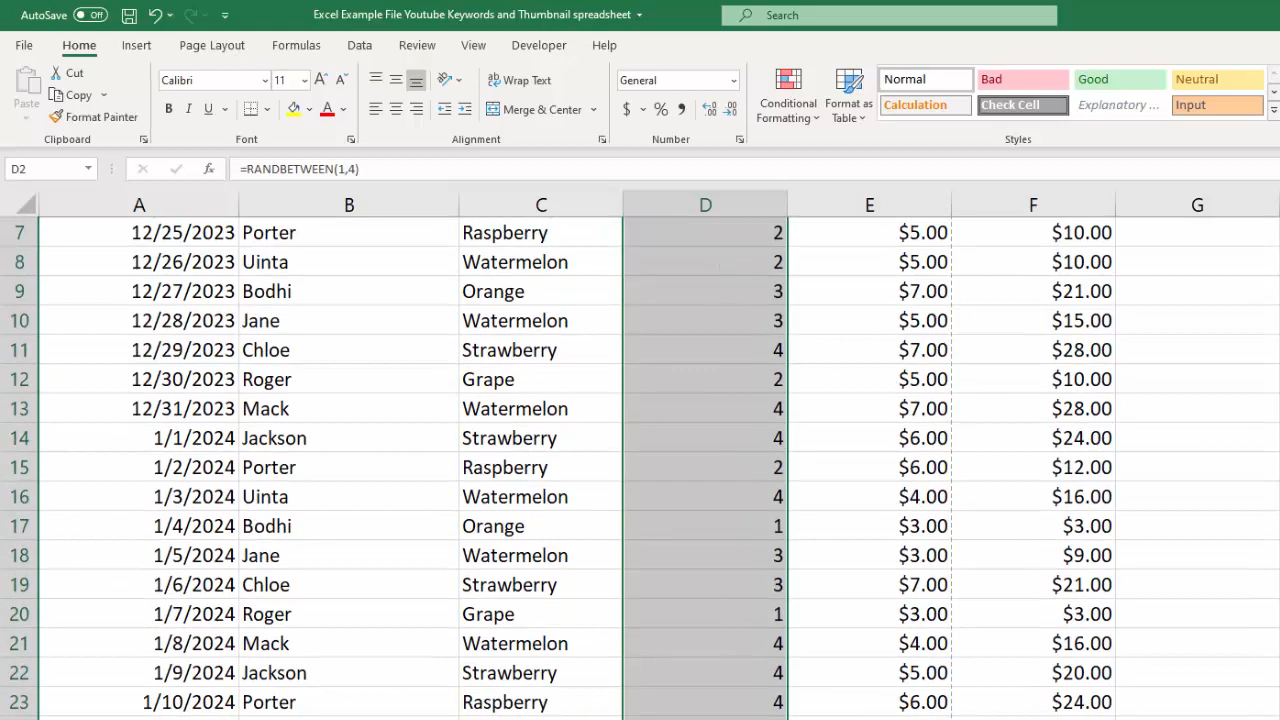 AutoSave Off Excel Example File Youtube Keywords and Thumbnail spreadsheet Search
File Home Insert Page Layout Formulas Data Review View Developer Help
Paste Cut Copy Format Painter Clipboard
Calibri 11 A A B I U A Font
ab Wrap Text Merge & Center Alignment
General $ % , .00 Number
Conditional Formatting Format as Table
Normal Bad Good Neutral
Calculation Check Cell Explanatory ... Input
Styles
D2 fx =RANDBETWEEN(1,4)
A B C D E F G
7 12/25/2023 Porter Raspberry 2 $5.00 $10.00
8 12/26/2023 Uinta Watermelon 2 $5.00 $10.00
9 12/27/2023 Bodhi Orange 3 $7.00 $21.00
10 12/28/2023 Jane Watermelon 3 $5.00 $15.00
11 12/29/2023 Chloe Strawberry 4 $7.00 $28.00
12 12/30/2023 Roger Grape 2 $5.00 $10.00
13 12/31/2023 Mack Watermelon 4 $7.00 $28.00
14 1/1/2024 Jackson Strawberry 4 $6.00 $24.00
15 1/2/2024 Porter Raspberry 2 $6.00 $12.00
16 1/3/2024 Uinta Watermelon 4 $4.00 $16.00
17 1/4/2024 Bodhi Orange 1 $3.00 $3.00
18 1/5/2024 Jane Watermelon 3 $3.00 $9.00
19 1/6/2024 Chloe Strawberry 3 $7.00 $21.00
20 1/7/2024 Roger Grape 1 $3.00 $3.00
21 1/8/2024 Mack Watermelon 4 $4.00 $16.00
22 1/9/2024 Jackson Strawberry 4 $5.00 $20.00
23 1/10/2024 Porter Raspberry 4 $6.00 $24.00